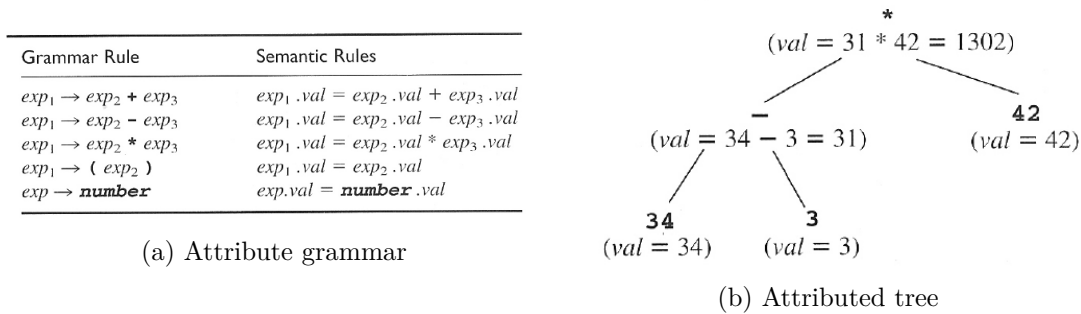 Grammar Rule Semantic Rules
exp₁ → exp₂ + exp₃ exp₁ .val = exp₂ .val + exp₃ .val
exp₁ → exp₂ - exp₃ exp₁ .val = exp₂ .val − exp₃ .val
exp₁ → exp₂ * exp₃ exp₁ .val = exp₂ .val * exp₃ .val
exp₁ → ( exp₂ ) exp₁ .val = exp₂ .val
exp → number exp.val = number .val
(a) Attribute grammar
*
(val = 31 * 42 = 1302)
−
(val = 34 − 3 = 31)
42
(val = 42)
34
(val = 34)
3
(val = 3)
(b) Attributed tree